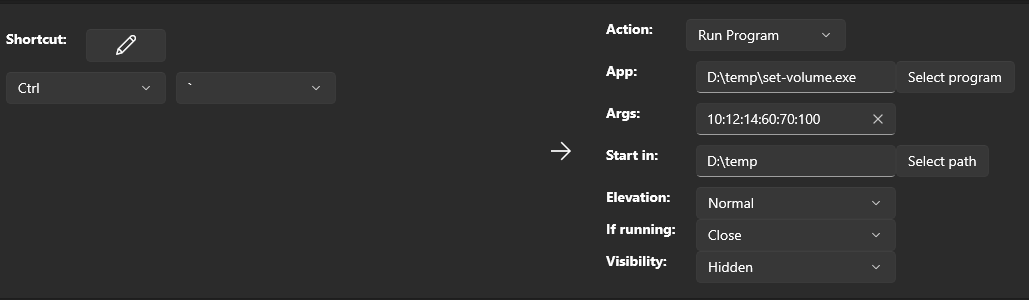 Shortcut:
Ctrl
`
Action:
Run Program
App:
D:\temp\set-volume.exe
Select program
Args:
10:12:14:60:70:100
Start in:
D:\temp
Select path
Elevation:
Normal
If running:
Close
Visibility:
Hidden